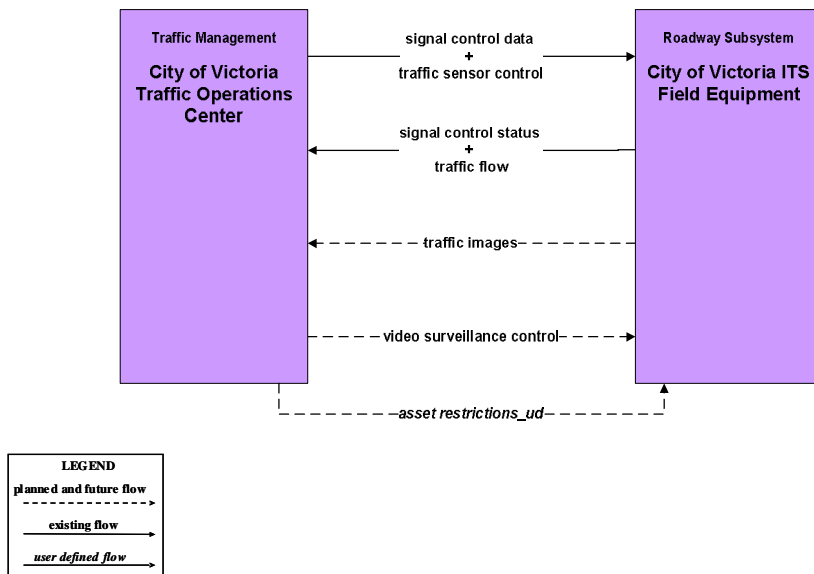 Traffic Management
City of Victoria
Traffic Operations
Center
signal control data
+
traffic sensor control
Roadway Subsystem
City of Victoria ITS
Field Equipment
signal control status
+
traffic flow
traffic images
video surveillance control
asset restrictions_ud
LEGEND
planned and future flow
existing flow
user defined flow